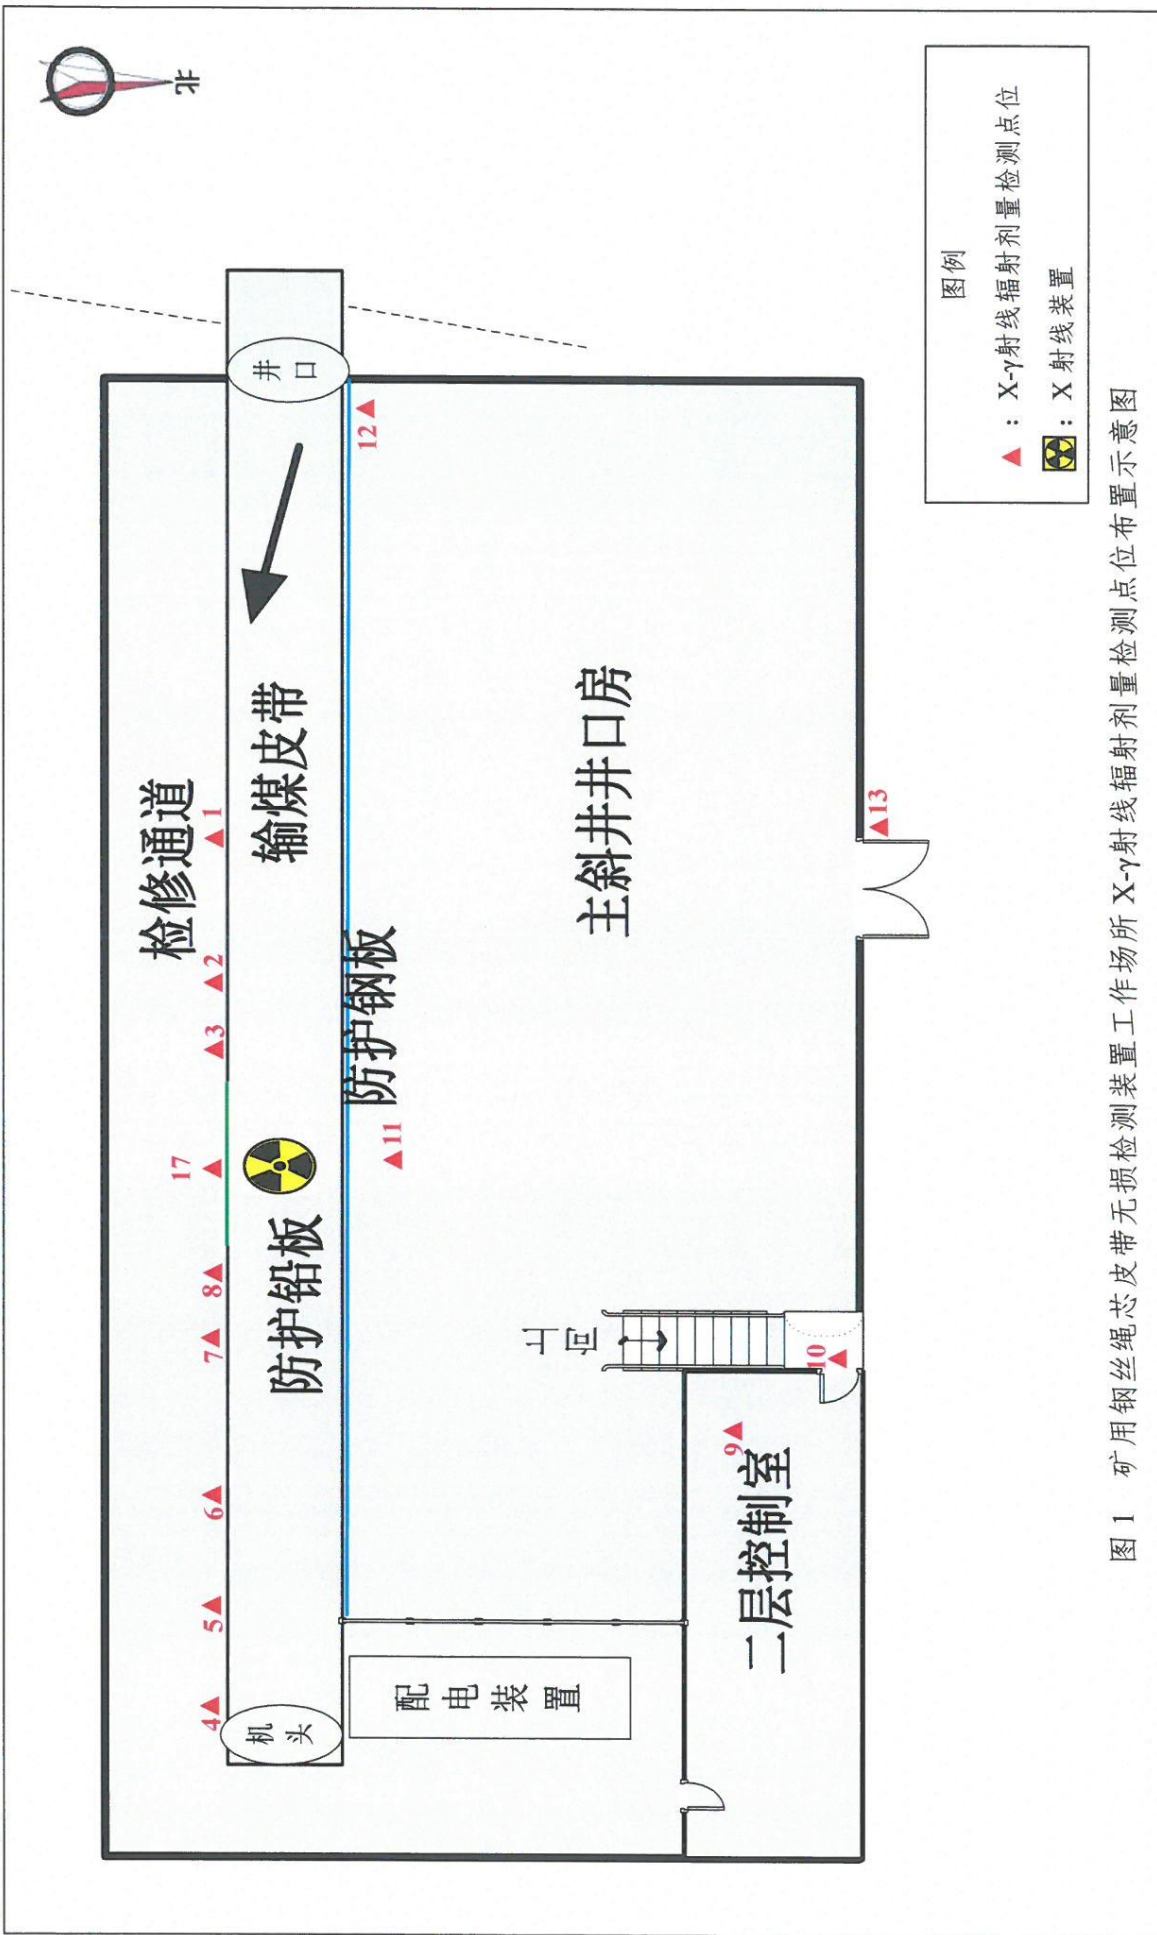 北
检修通道
17
4
5
6
7
8
3
2
1
机头
防护铅板
输煤皮带
井口
12
防护钢板
11
配电装置
主斜井井口房
9
二层控制室
10
13
图例
▲：X-γ射线辐射剂量检测点位
：X 射线装置
图 1 矿用钢丝绳芯皮带无损检测装置工作场所 X-γ射线辐射剂量检测点位布置示意图